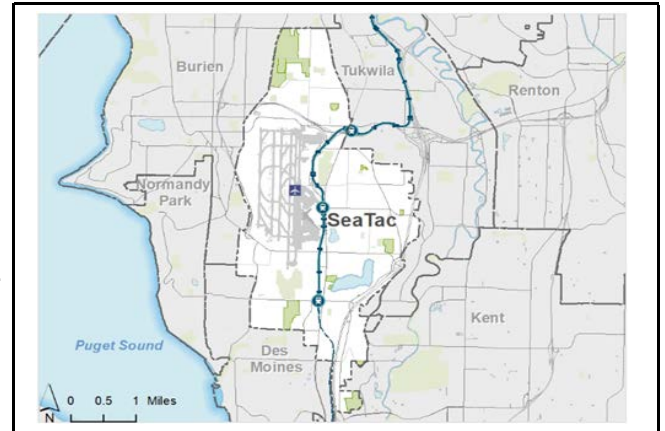 Burien
Tukwila
Renton
Normandy
Park
SeaTac
Kent
Puget Sound
Des
Moines
N
0 0.5 1 Miles